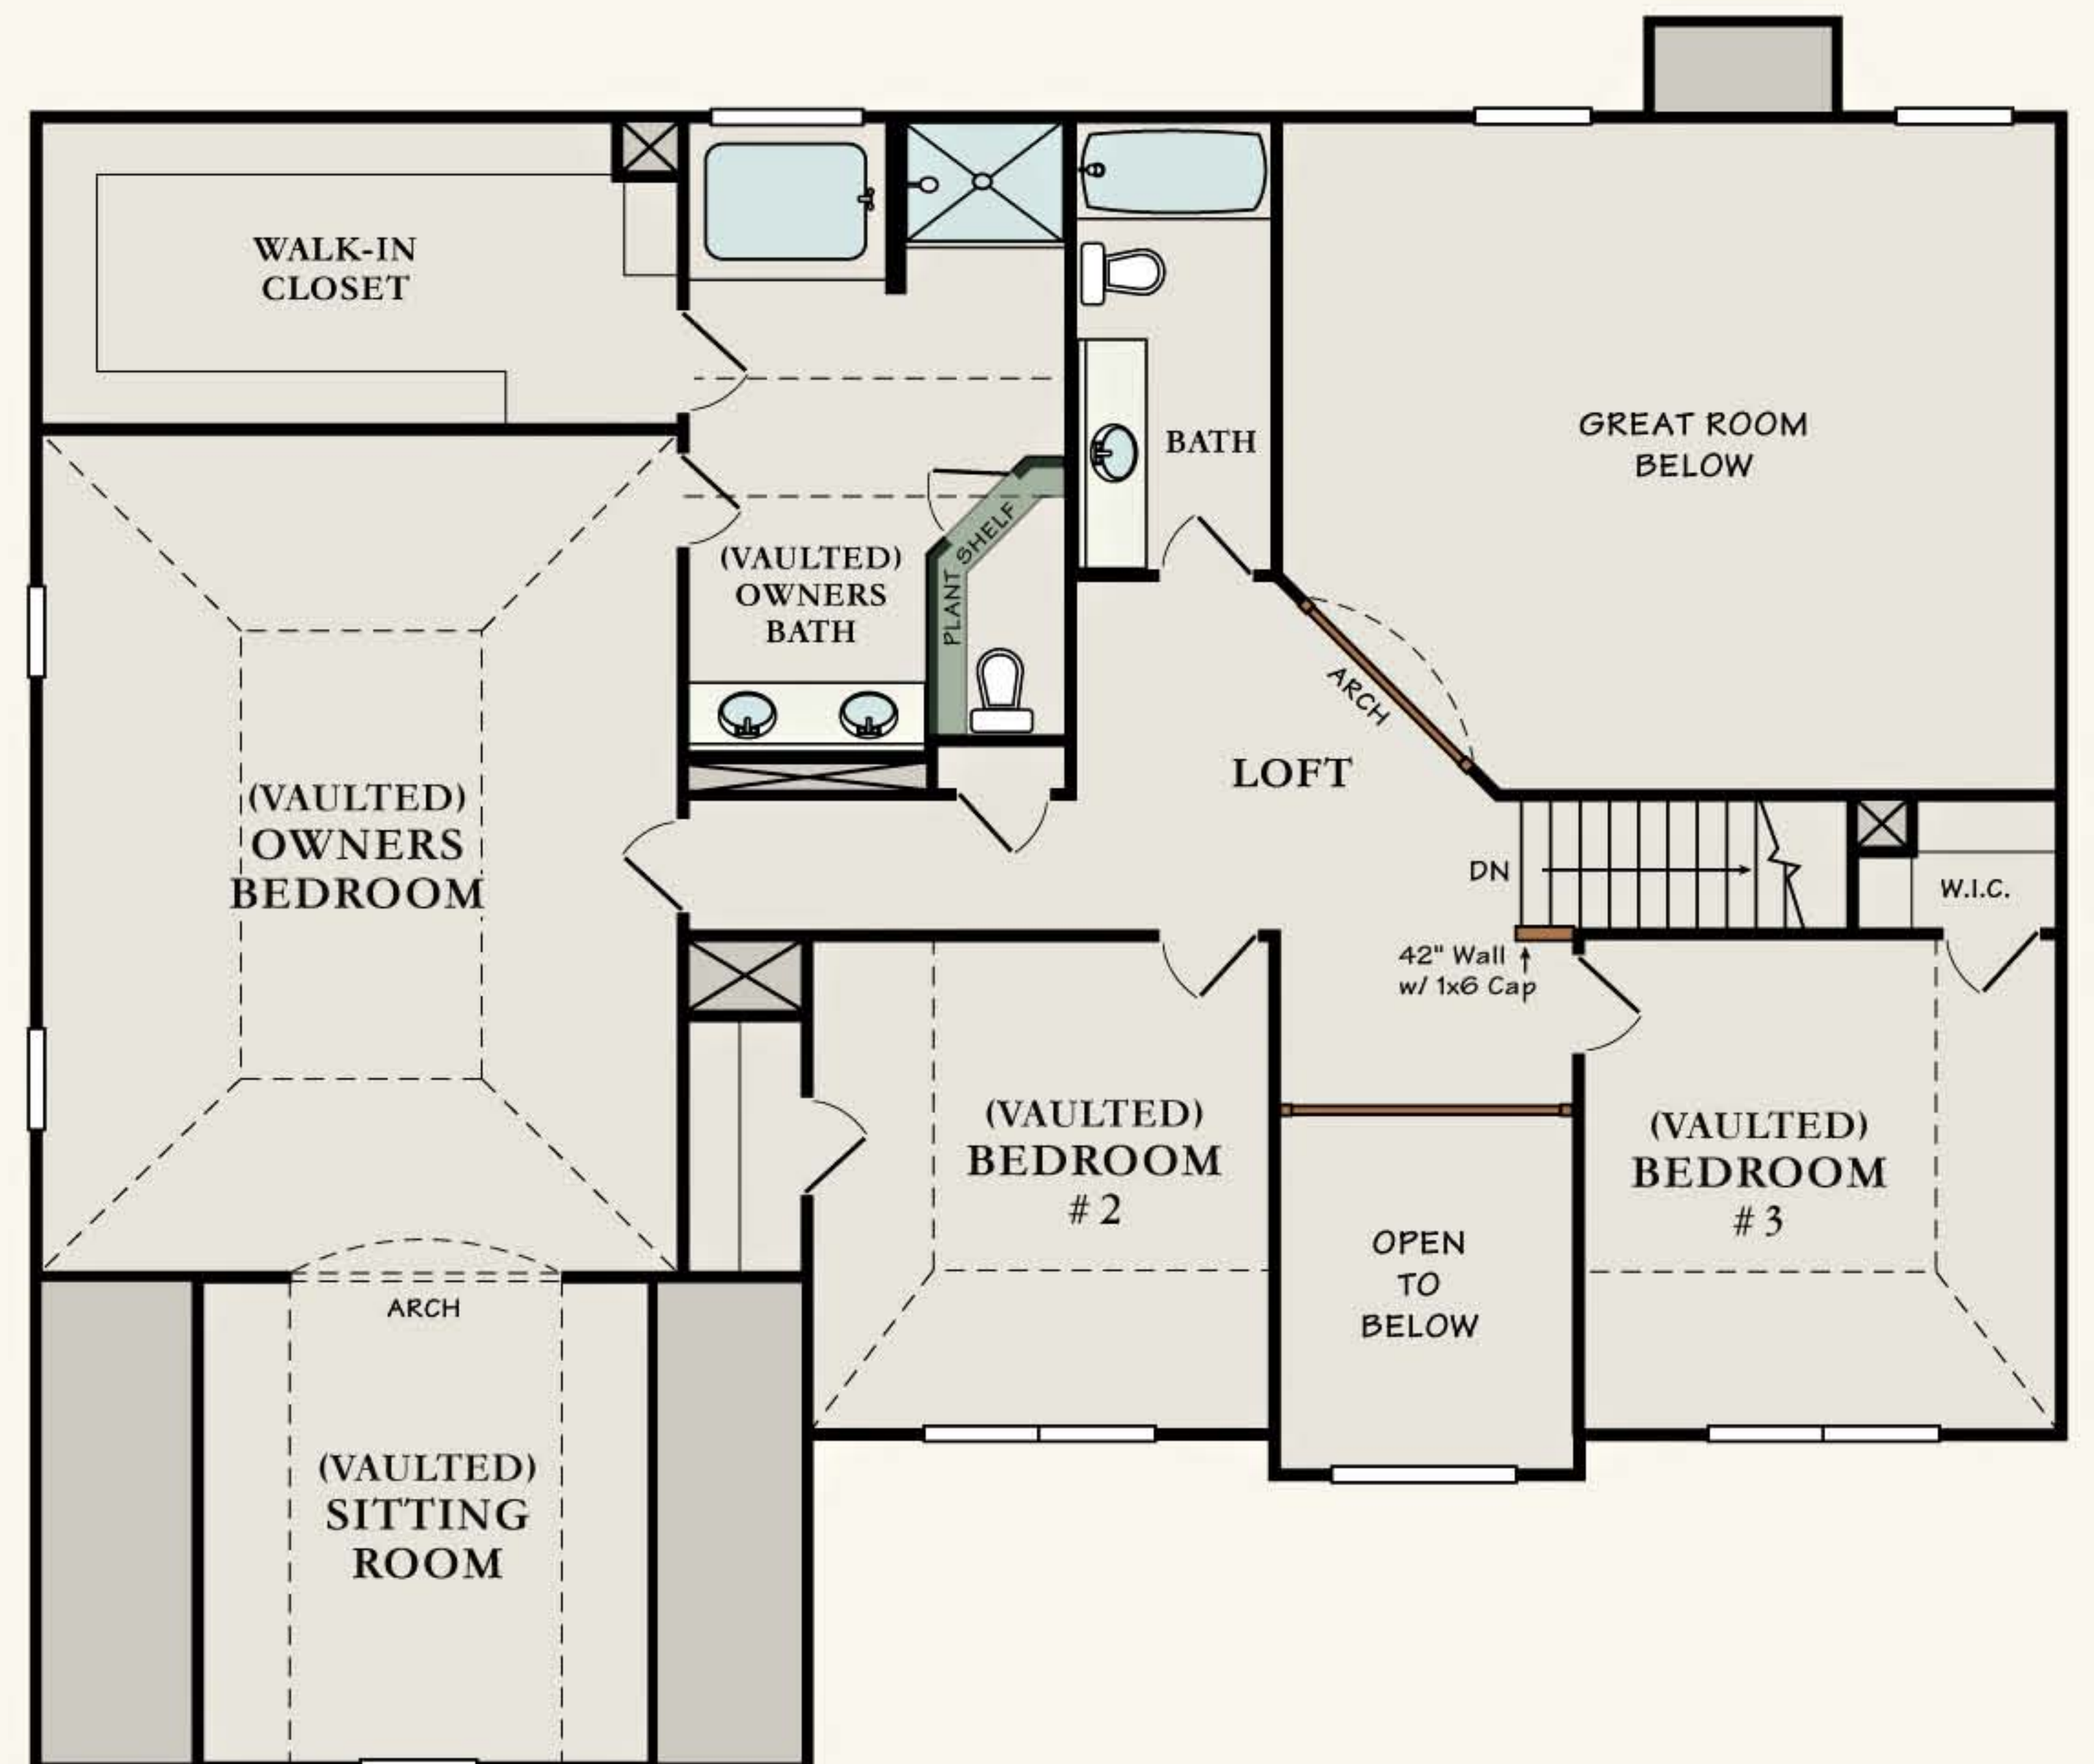 WALK-IN
CLOSET
BATH
GREAT ROOM
BELOW
(VAULTED)
OWNERS
BATH
PLANT SHELF
ARCH
LOFT
(VAULTED)
OWNERS
BEDROOM
DN
W.I.C.
42" Wall
w/ 1x6 Cap
(VAULTED)
BEDROOM
#2
(VAULTED)
BEDROOM
#3
OPEN
TO
BELOW
ARCH
(VAULTED)
SITTING
ROOM